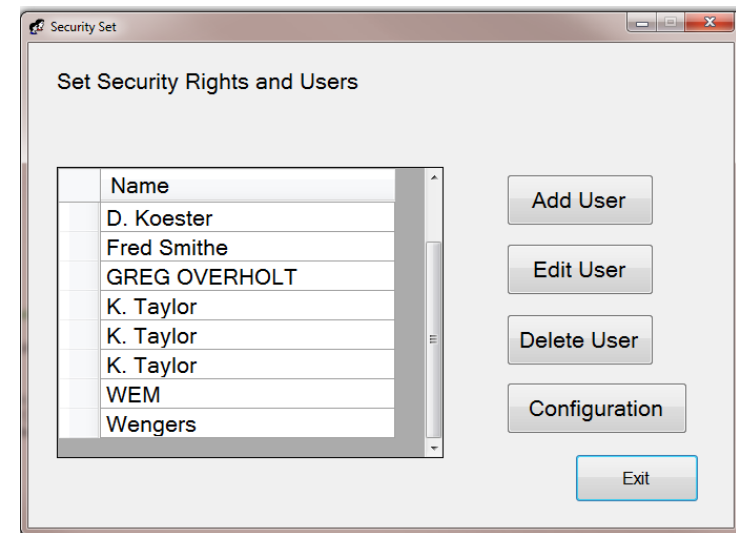 Security Set
Set Security Rights and Users
Name
D. Koester
Fred Smithe
GREG OVERHOLT
K. Taylor
K. Taylor
K. Taylor
WEM
Wengers
Add User
Edit User
Delete User
Configuration
Exit